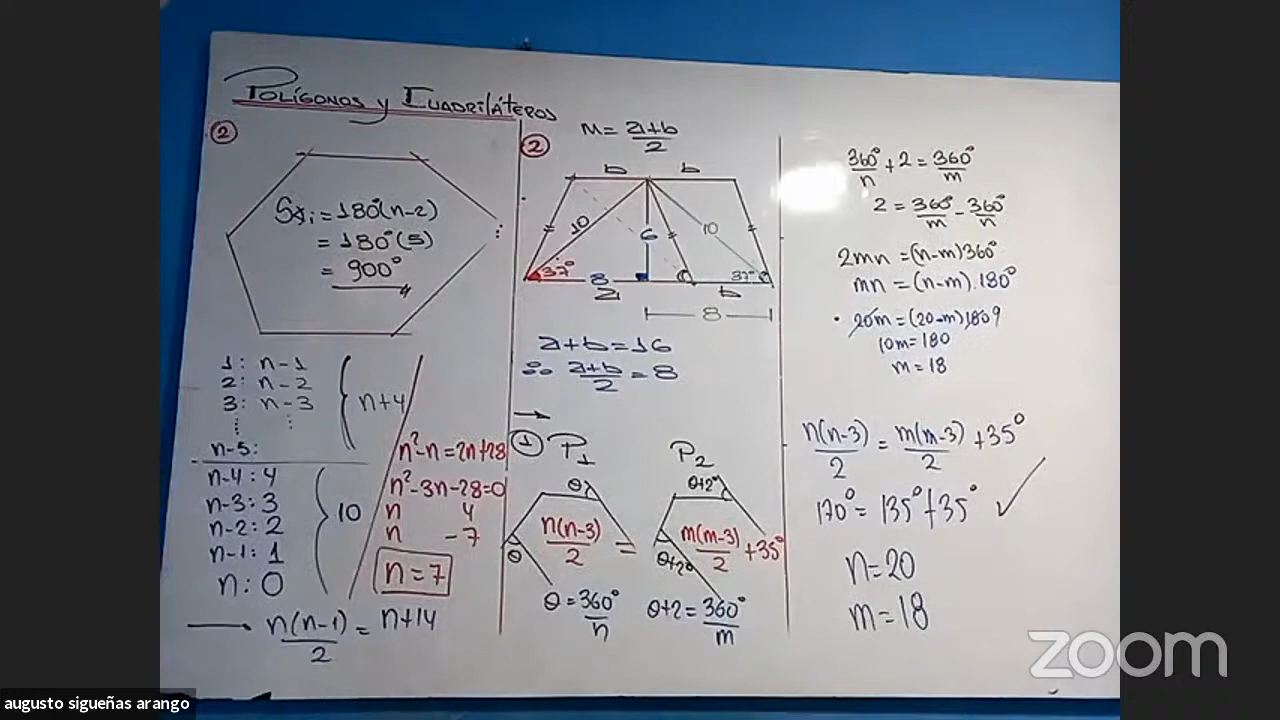 Polígonos y Cuadriláteros
2
S∢i = 180°(n-2)
= 180°(5)
= 900°
1: n-1
2: n-2
3: n-3
⋮ ⋮
n-5:
n+4
n-4: 4
n-3: 3
n-2: 2
n-1: 1
n: 0
10
n(n-1)/2 = n+14
n²-n=2n+28
n²-3n-28=0
n 4
n -7
n=7
2
M = a+b/2
b b
10 6 10
37° 8 37°
a b
8
a+b=16
∴ a+b/2 = 8
→
1 P1 P2
θ θ+2°
n(n-3)/2 = m(m-3)/2 +35°
θ θ+2°
θ = 360°/n θ+2 = 360°/m
360°/n + 2 = 360°/m
2 = 360°/m - 360°/n
2mn = (n-m)360°
mn = (n-m).180°
20m = (20-m)1809
10m = 180
m = 18
n(n-3)/2 = m(m-3)/2 +35°
170° = 135° + 35° ✓
n = 20
m = 18
zoom
augusto sigueñas arango